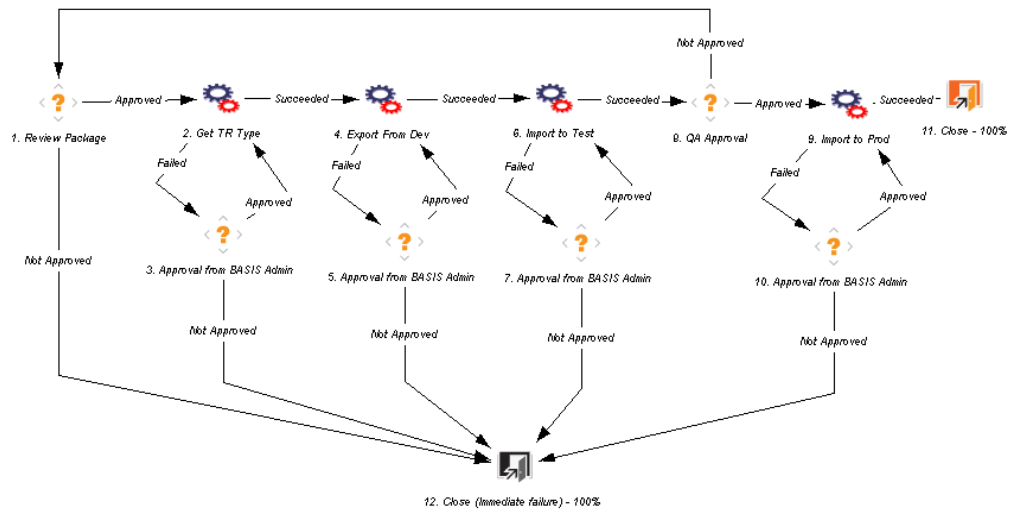 Not Approved
Approved
Succeeded
Succeeded
Succeeded
Approved
Succeeded
1. Review Package
2. Get TR Type
4. Export From Dev
6. Import to Test
8. QA Approval
9. Import to Prod
11. Close - 100%
Failed
Approved
Failed
Approved
Failed
Approved
Failed
Approved
Not Approved
3. Approval from BASIS Admin
5. Approval from BASIS Admin
7. Approval from BASIS Admin
10. Approval from BASIS Admin
Not Approved
Not Approved
Not Approved
Not Approved
12. Close (Immediate failure) - 100%